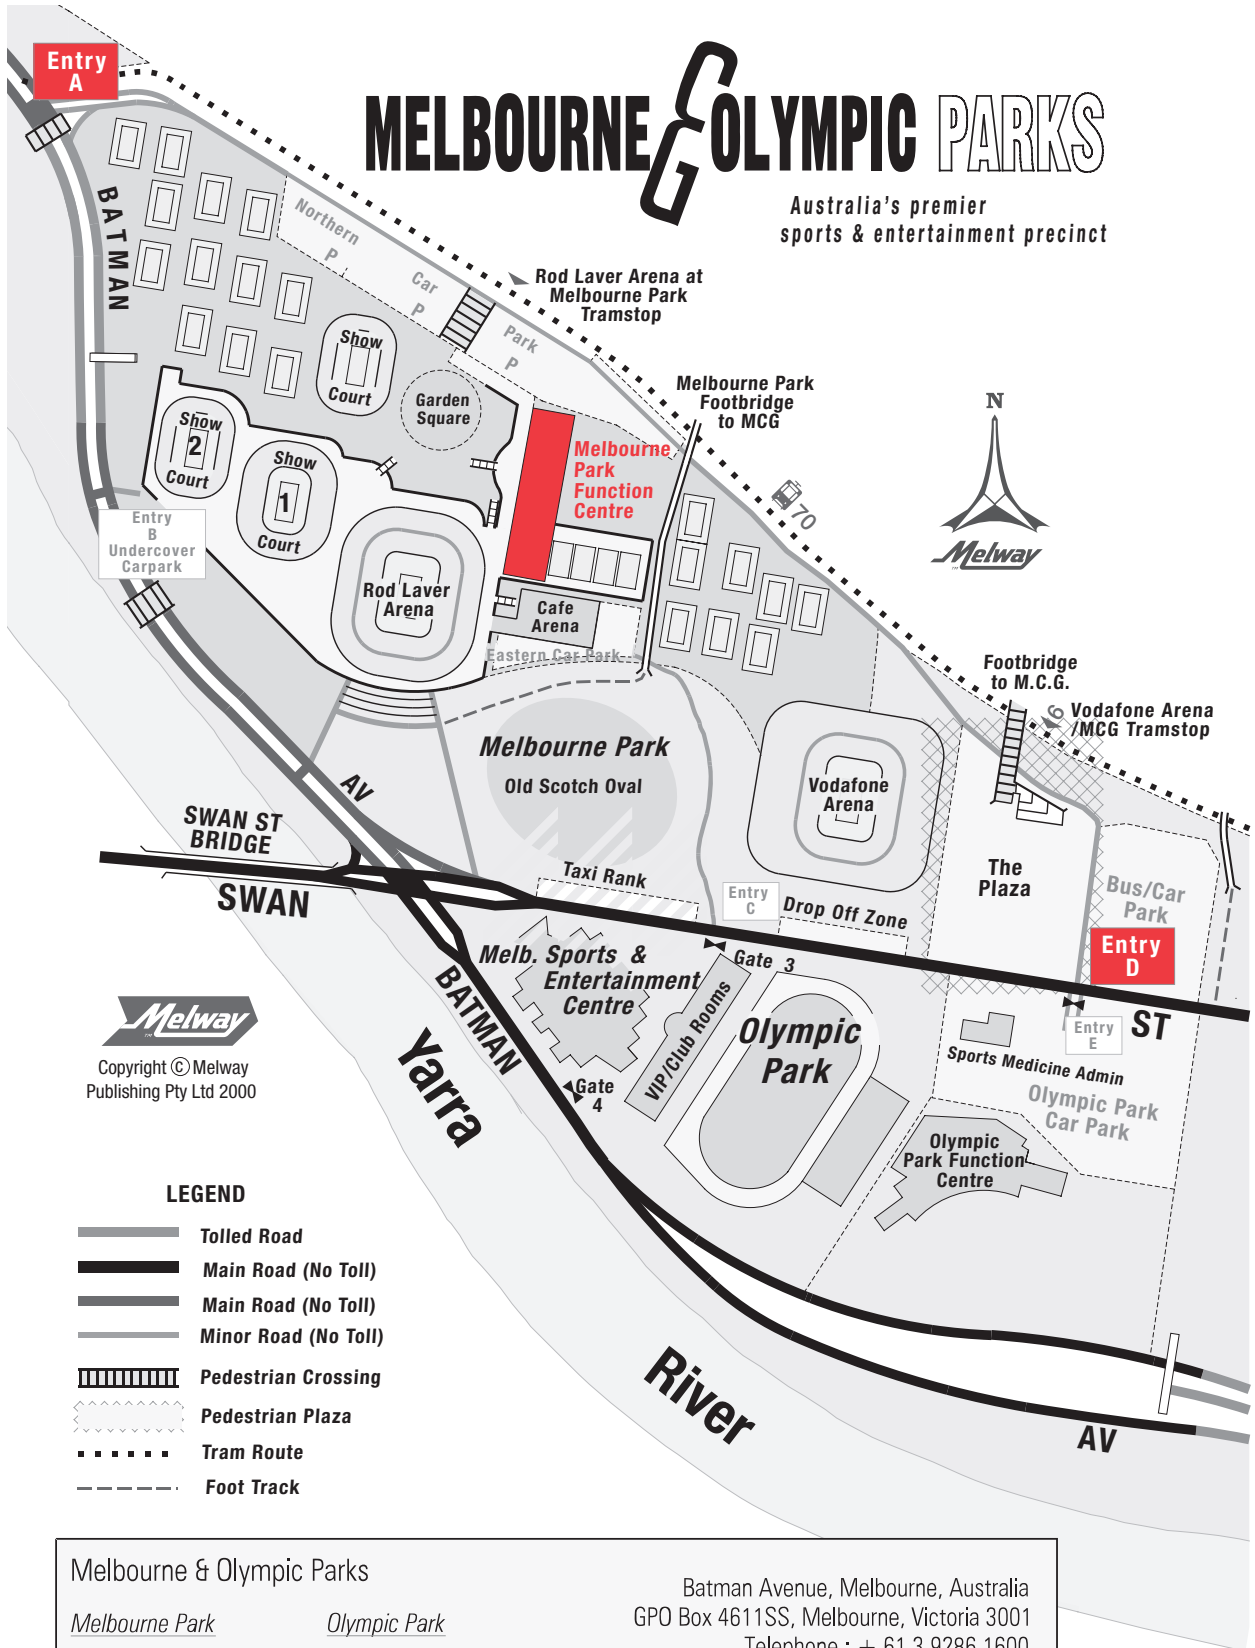 Entry
A
MELBOURNE & OLYMPIC PARKS
Australia's premier
sports & entertainment precinct
BATMAN
Northern
P
Car
P
Park
P
Rod Laver Arena at
Melbourne Park
Tramstop
Show
Court
Garden
Square
Melbourne Park
Footbridge
to MCG
N
Melway
Show
2
Court
Show
1
Court
Melbourne
Park
Function
Centre
70
Entry
B
Undercover
Carpark
Rod Laver
Arena
Cafe
Arena
Eastern Car Park
Footbridge
to M.C.G.
6
Vodafone Arena
/MCG Tramstop
Melbourne Park
Old Scotch Oval
Vodafone
Arena
AV
SWAN ST
BRIDGE
SWAN
Taxi Rank
Entry
C
Drop Off Zone
The
Plaza
Bus/Car
Park
Entry
D
Melb. Sports &
Entertainment
Centre
Gate 3
BATMAN
VIP/Club Rooms
Olympic
Park
ST
Entry
E
Sports Medicine Admin
Olympic Park
Car Park
Gate
4
Olympic
Park Function
Centre
Melway
TM
Copyright © Melway
Publishing Pty Ltd 2000
Yarra
River
AV
LEGEND
Tolled Road
Main Road (No Toll)
Main Road (No Toll)
Minor Road (No Toll)
Pedestrian Crossing
Pedestrian Plaza
Tram Route
Foot Track
Melbourne & Olympic Parks
Melbourne Park
Olympic Park
Batman Avenue, Melbourne, Australia
GPO Box 4611SS, Melbourne, Victoria 3001
Telephone : + 61 3 9286 1600